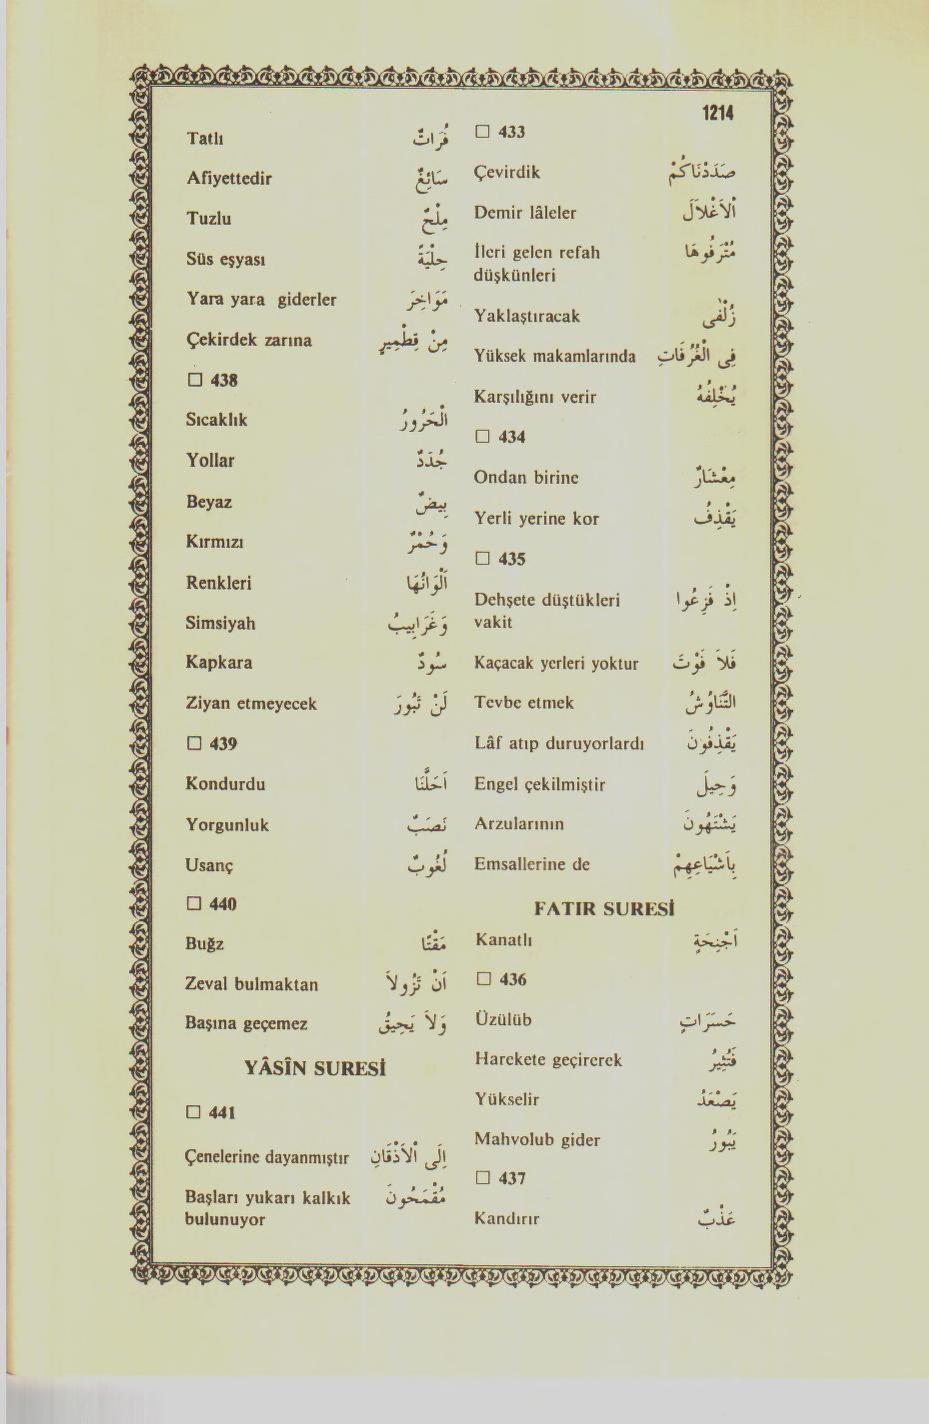 1214
□ 433
Çevirdik صَدَدْنَاكُمْ
Demir lâleler اْلاَغْلاَلَ
İleri gelen refah مُتْرَفُوهَا
düşkünleri
Yaklaştıracak زُلْفٰى
Yüksek makamlarında فِى الْغُرُفَاتِ
Karşılığını verir يُخْلِفُهُ
□ 434
Ondan birine مِعْشَارَ
Yerli yerine kor يَقْذِفُ
□ 435
Dehşete düştükleri اِذْ فَزِعُوا
vakit
Kaçacak yerleri yoktur فَلاَ فَوْتَ
Tevbe etmek التَّنَاوُشُ
Lâf atıp duruyorlardı يَقْذِفُونَ
Engel çekilmiştir وَحِيلَ
Arzularının يَشْتَهُونَ
Emsallerine de بِاَشْيَاعِهِمْ
FATIR SURESİ
Kanatlı اَجْنِحَةٍ
□ 436
Üzülüb حَسَرَاتٍ
Harekete geçirerek فَتُثِيرُ
Yükselir يَصْعَدُ
Mahvolub gider يَبُورُ
□ 437
Kandırır عَذْبٌ
Tatlı فُرَاتٌ
Afiyettedir سَائِغٌ
Tuzlu مِلْحٌ
Süs eşyası حِلْيَةً
Yara yara giderler مَوَاخِرَ
Çekirdek zarına مِنْ قِطْمِيرٍ
□ 438
Sıcaklık الْحَرُورُ
Yollar جُدَدٌ
Beyaz بِيضٌ
Kırmızı وَحُمْرٌ
Renkleri اَلْوَانُهَا
Simsiyah وَغَرَابِيبُ
Kapkara سُودٌ
Ziyan etmeyecek لَنْ تَبُورَ
□ 439
Kondurdu اَحَلَّنَا
Yorgunluk نَصَبٌ
Usanç لُغُوبٌ
□ 440
Buğz مَقْتًا
Zeval bulmaktan اَنْ تَزُولاَ
Başına geçemez وَلاَ يَحِيقُ
YÂSÎN SURESİ
□ 441
Çenelerine dayanmıştır اِلَى اْلاَذْقَانِ
Başları yukarı kalkık مُقْمَحُونَ
bulunuyor